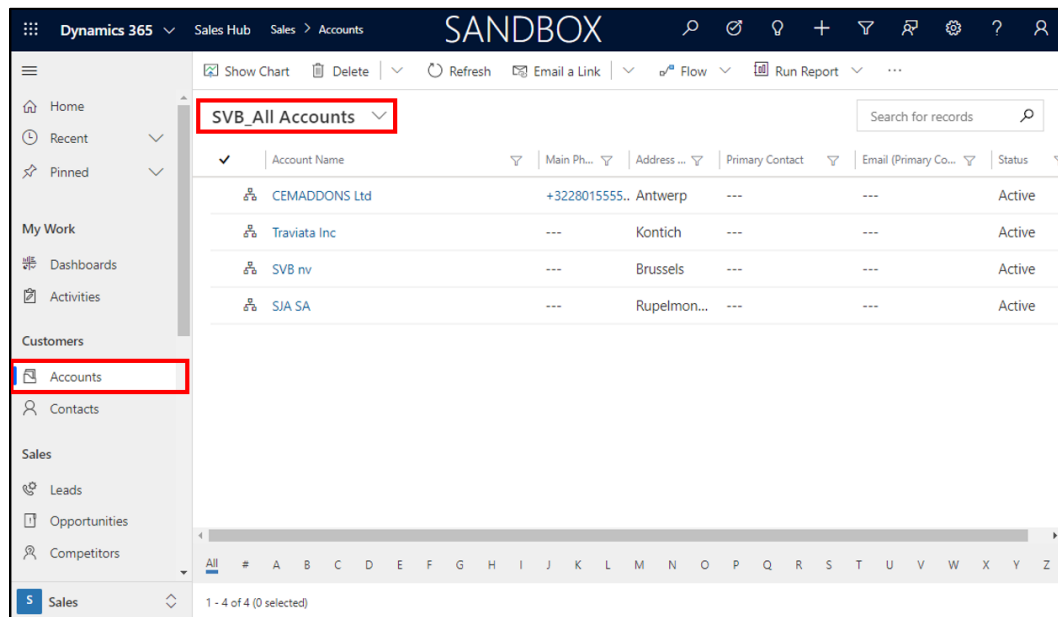 Dynamics 365 Sales Hub Sales > Accounts SANDBOX
Show Chart Delete Refresh Email a Link Flow Run Report ...
Home
Recent
Pinned
My Work
Dashboards
Activities
Customers
Accounts
Contacts
Sales
Leads
Opportunities
Competitors
S Sales
SVB_All Accounts Search for records
Account Name Main Ph... Address ... Primary Contact Email (Primary Co... Status
CEMADDONS Ltd +3228015555.. Antwerp --- --- Active
Traviata Inc --- Kontich --- --- Active
SVB nv --- Brussels --- --- Active
SJA SA --- Rupelmon... --- --- Active
All # A B C D E F G H I J K L M N O P Q R S T U V W X Y Z
1 - 4 of 4 (0 selected)